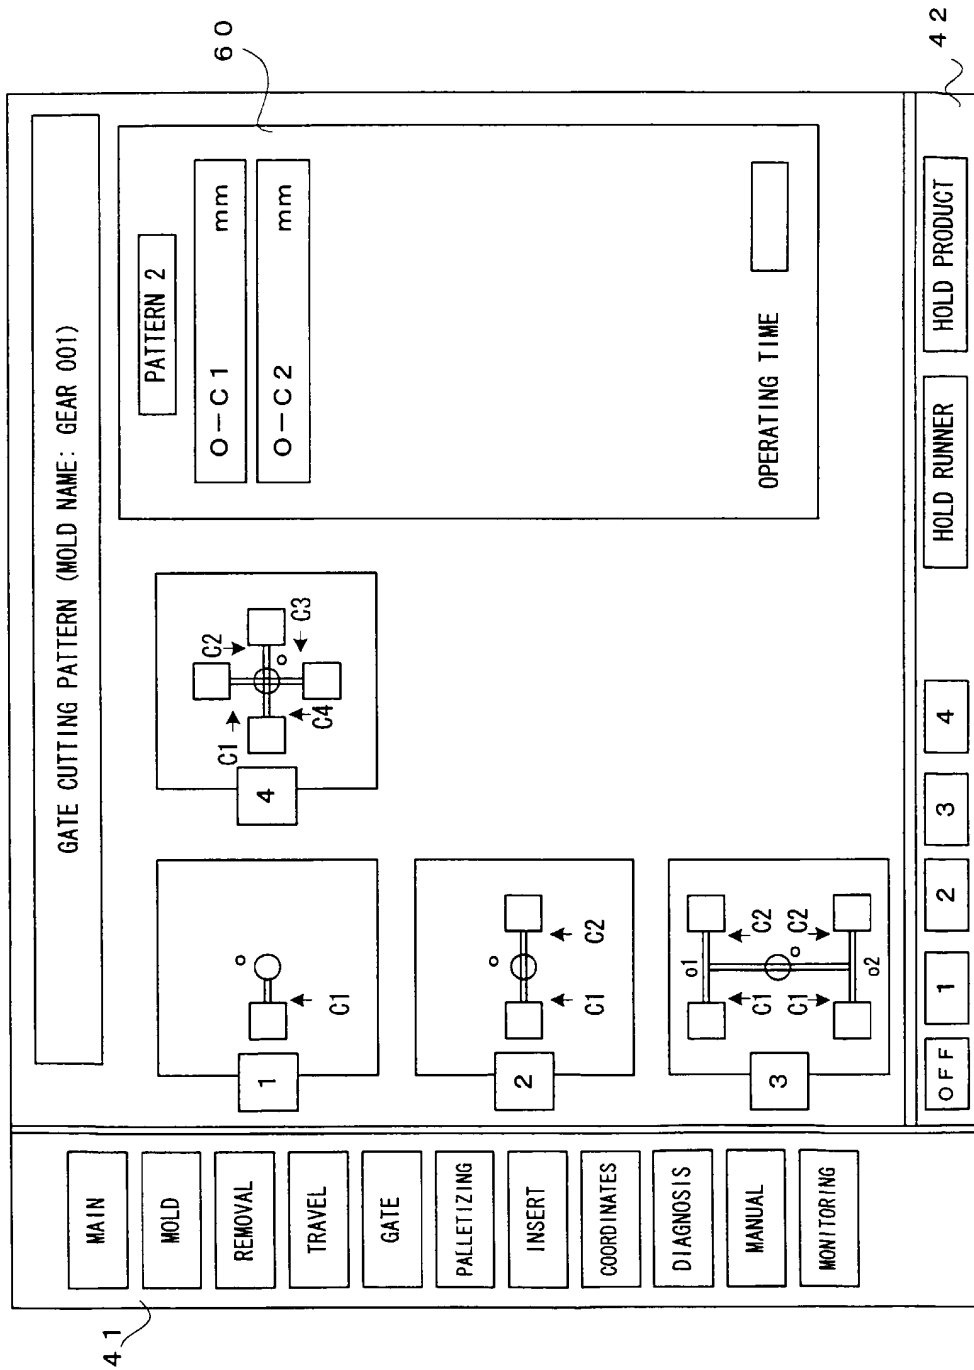 GATE CUTTING PATTERN (MOLD NAME: GEAR 001)
MAIN
MOLD
REMOVAL
TRAVEL
GATE
PALLETIZING
INSERT
COORDINATES
DIAGNOSIS
MANUAL
MONITORING
41
1
o
C1
4
C1
C2
o
C3
C4
2
o
C1
C2
3
o1
C1
C2
C1
o
C2
o2
PATTERN 2
O-C1 mm
O-C2 mm
OPERATING TIME
60
OFF
1
2
3
4
HOLD RUNNER
HOLD PRODUCT
42